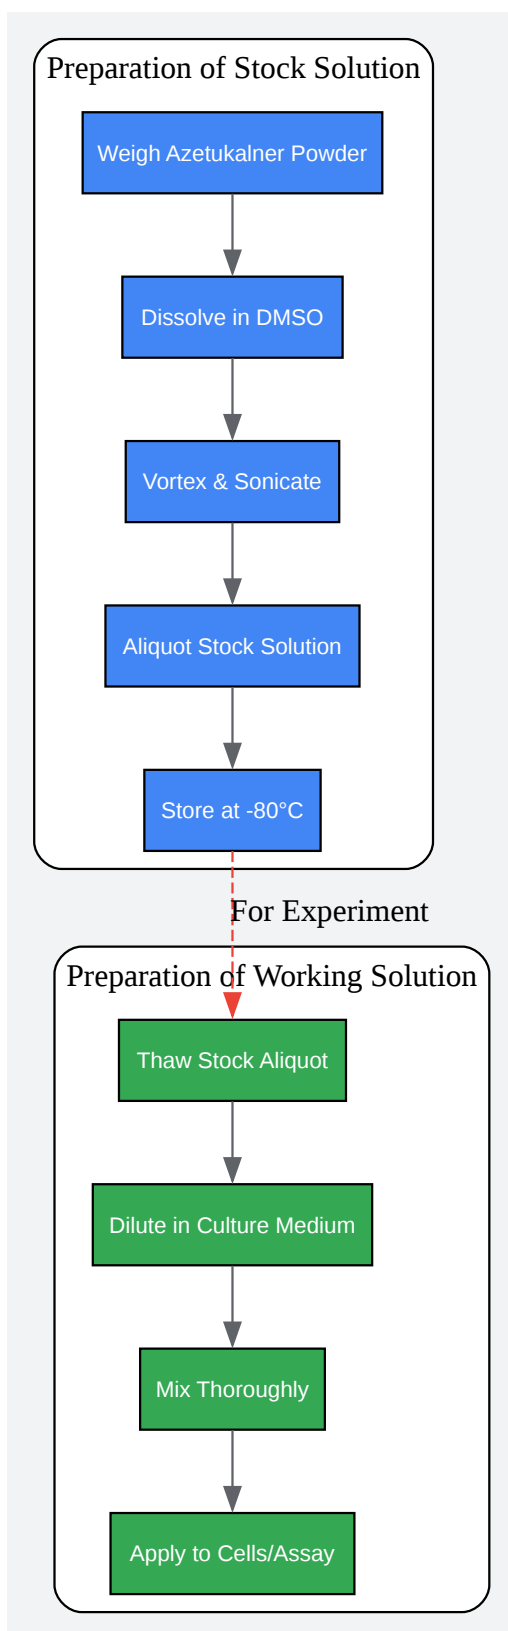 Preparation of Stock Solution
Weigh Azetukalner Powder
Dissolve in DMSO
Vortex & Sonicate
Aliquot Stock Solution
Store at -80°C
For Experiment
Preparation of Working Solution
Thaw Stock Aliquot
Dilute in Culture Medium
Mix Thoroughly
Apply to Cells/Assay